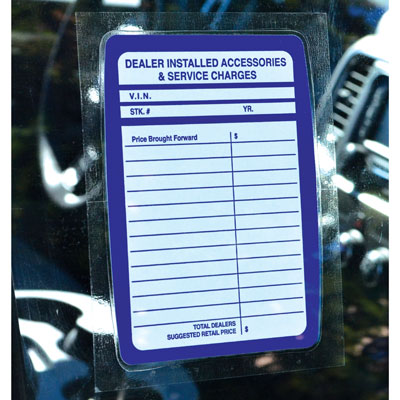 DEALER INSTALLED ACCESSORIES
& SERVICE CHARGES
V.I.N.
STK. # YR.
Price Brought Forward $
TOTAL DEALERS
SUGGESTED RETAIL PRICE $